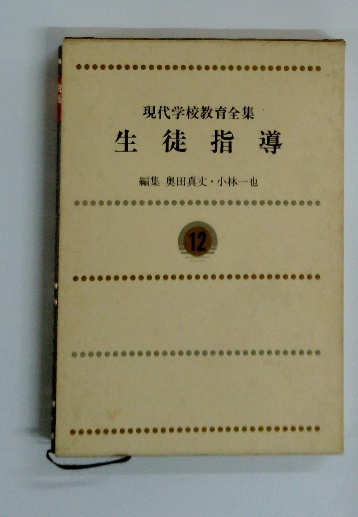 現代学校教育全集
生徒指導
編集 奥田真丈・小林一也
12